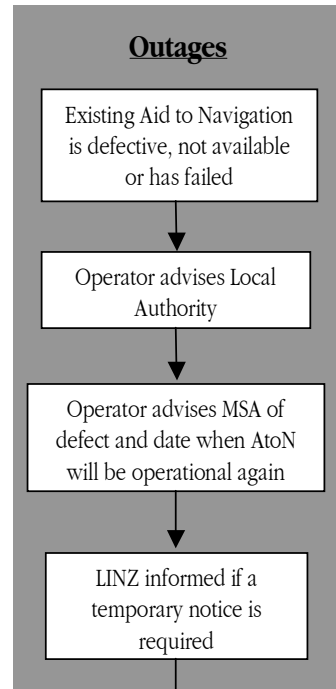 Outages
Existing Aid to Navigation
is defective, not available
or has failed
Operator advises Local
Authority
Operator advises MSA of
defect and date when AtoN
will be operational again
LINZ informed if a
temporary notice is
required